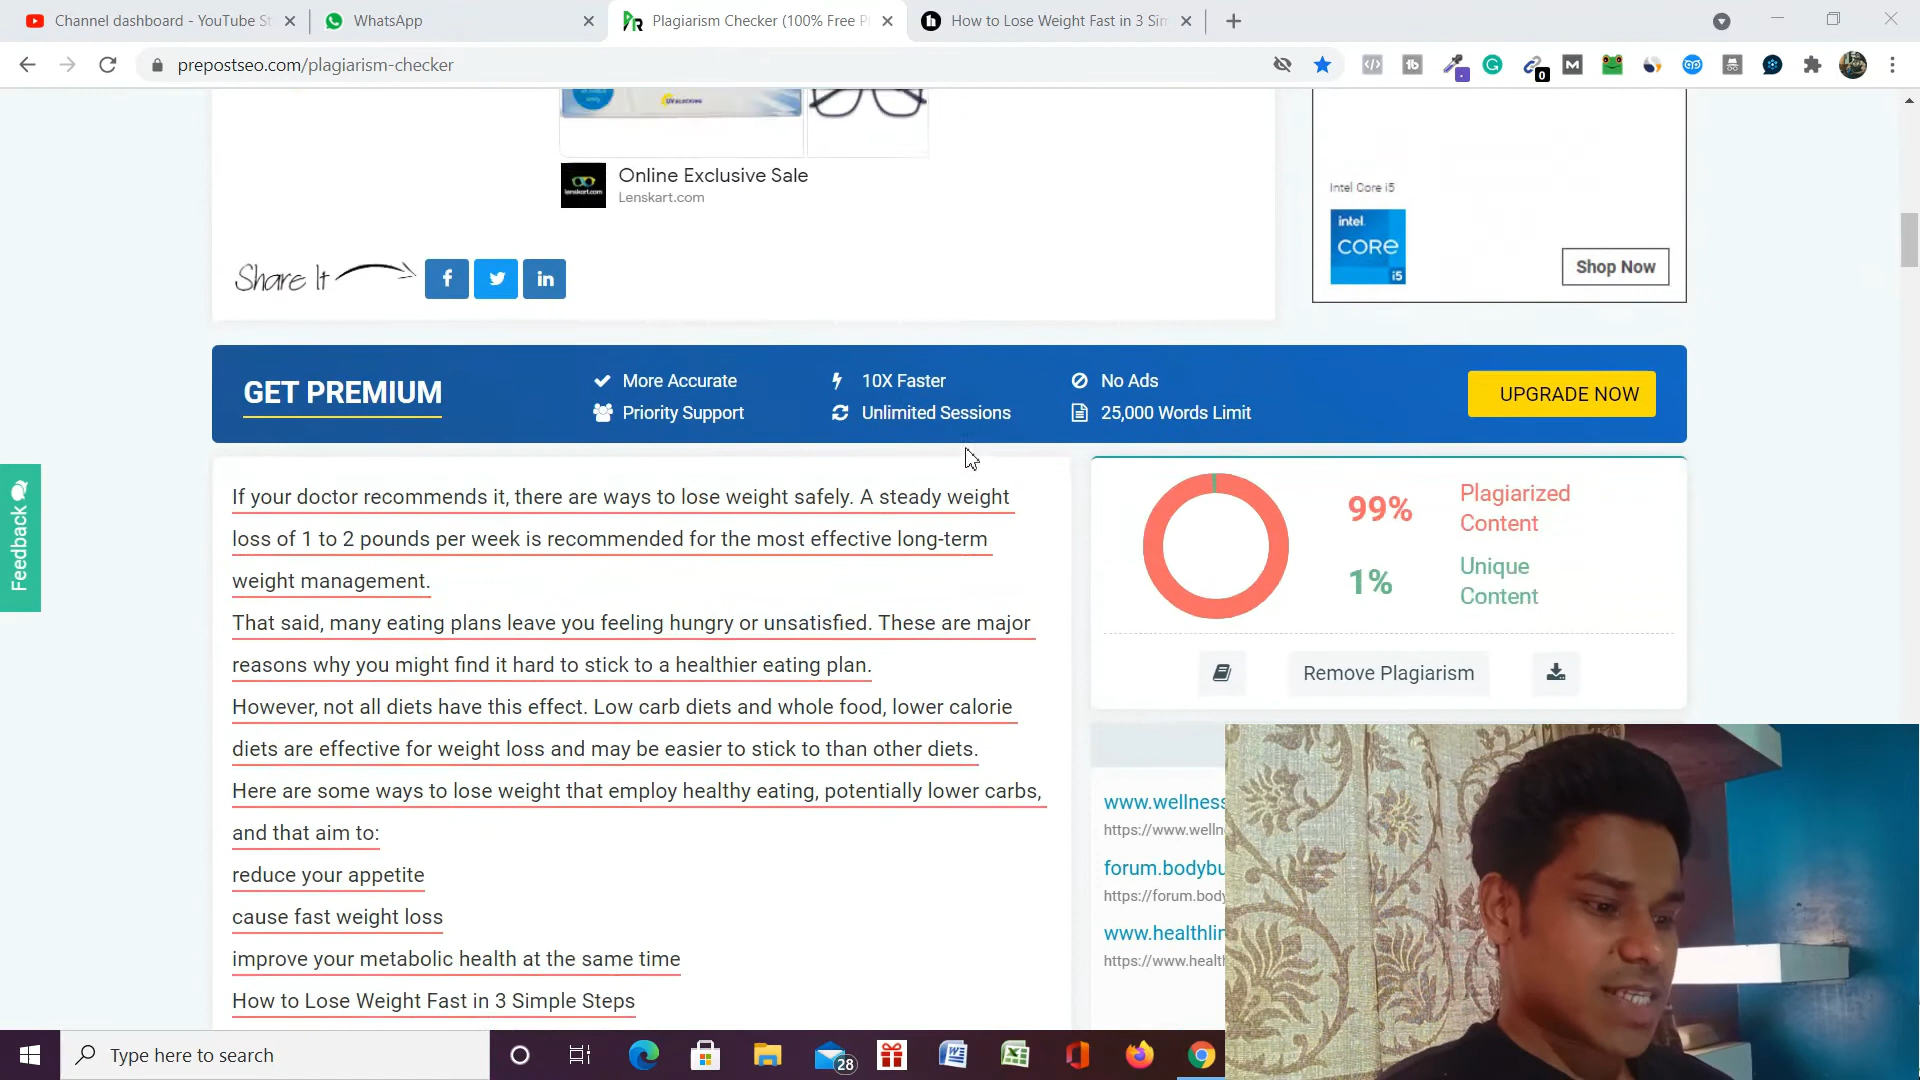 Channel dashboard - YouTube St
WhatsApp
Plagiarism Checker (100% Free P
How to Lose Weight Fast in 3 Sim
prepostseo.com/plagiarism-checker
0
UV BLOCKING
Online Exclusive Sale
lenskart.com
Lenskart.com
Intel Core i5
intel.
CORE
i5
Shop Now
Share It
GET PREMIUM
More Accurate
10X Faster
No Ads
Priority Support
Unlimited Sessions
25,000 Words Limit
UPGRADE NOW
Feedback
If your doctor recommends it, there are ways to lose weight safely. A steady weight
loss of 1 to 2 pounds per week is recommended for the most effective long-term
weight management.
That said, many eating plans leave you feeling hungry or unsatisfied. These are major
reasons why you might find it hard to stick to a healthier eating plan.
However, not all diets have this effect. Low carb diets and whole food, lower calorie
diets are effective for weight loss and may be easier to stick to than other diets.
Here are some ways to lose weight that employ healthy eating, potentially lower carbs,
and that aim to:
reduce your appetite
cause fast weight loss
improve your metabolic health at the same time
How to Lose Weight Fast in 3 Simple Steps
99%
Plagiarized
Content
1%
Unique
Content
Remove Plagiarism
www.wellness
https://www.welln
forum.bodybu
https://forum.body
www.healthlin
https://www.healt
Type here to search
28